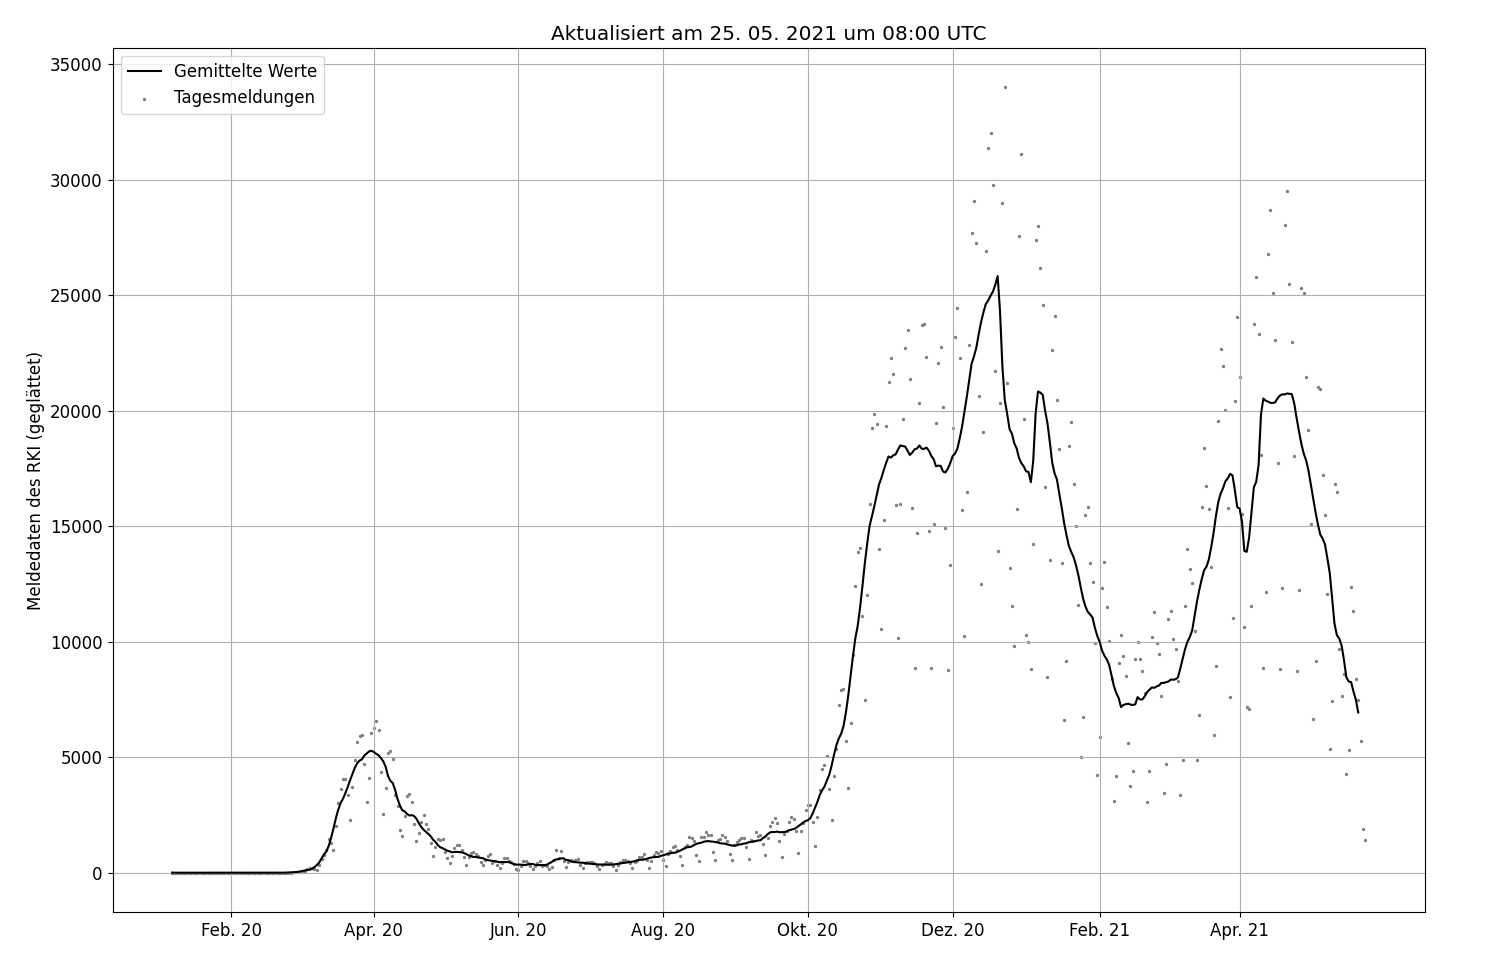 Aktualisiert am 25. 05. 2021 um 08:00 UTC
Gemittelte Werte
Tagesmeldungen
Meldedaten des RKI (geglättet)
35000
30000
25000
20000
15000
10000
5000
0
Feb. 20 Apr. 20 Jun. 20 Aug. 20 Okt. 20 Dez. 20 Feb. 21 Apr. 21